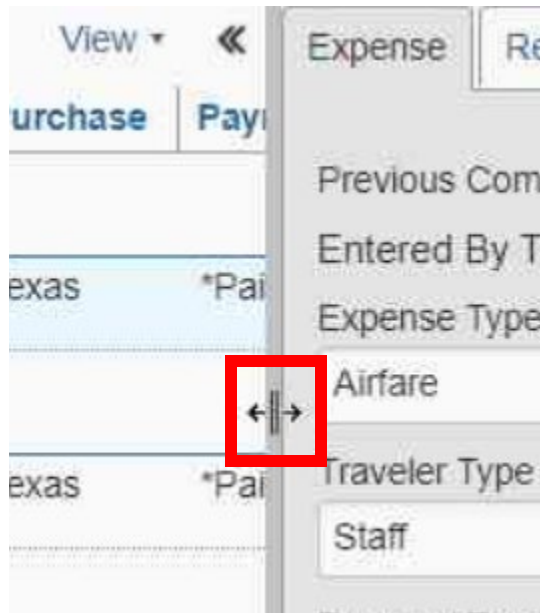 View
Expense
Re
urchase
Pay
Previous Com
Entered By T
exas
*Pai
Expense Type
Airfare
exas
*Pai
Traveler Type
Staff